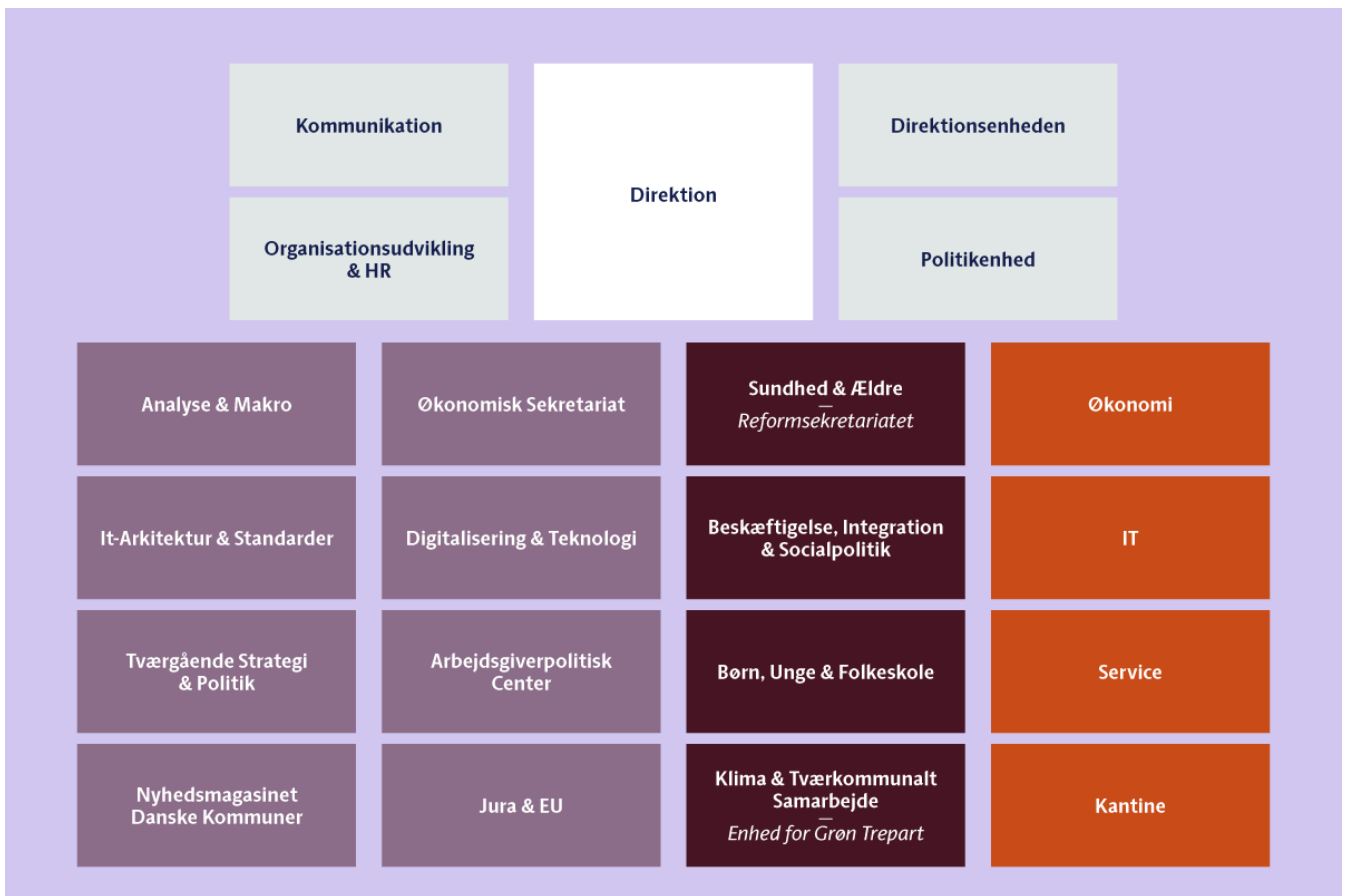 Kommunikation
Direktion
Direktionsenheden
Organisationsudvikling
& HR
Politikenhed
Analyse & Makro
Økonomisk Sekretariat
Sundhed & Ældre
—
Reformsekretariatet
Økonomi
It-Arkitektur & Standarder
Digitalisering & Teknologi
Beskæftigelse, Integration
& Socialpolitik
IT
Tværgående Strategi
& Politik
Arbejdsgiverpolitisk
Center
Børn, Unge & Folkeskole
Service
Nyhedsmagasinet
Danske Kommuner
Jura & EU
Klima & Tværkommunalt
Samarbejde
—
Enhed for Grøn Trepart
Kantine